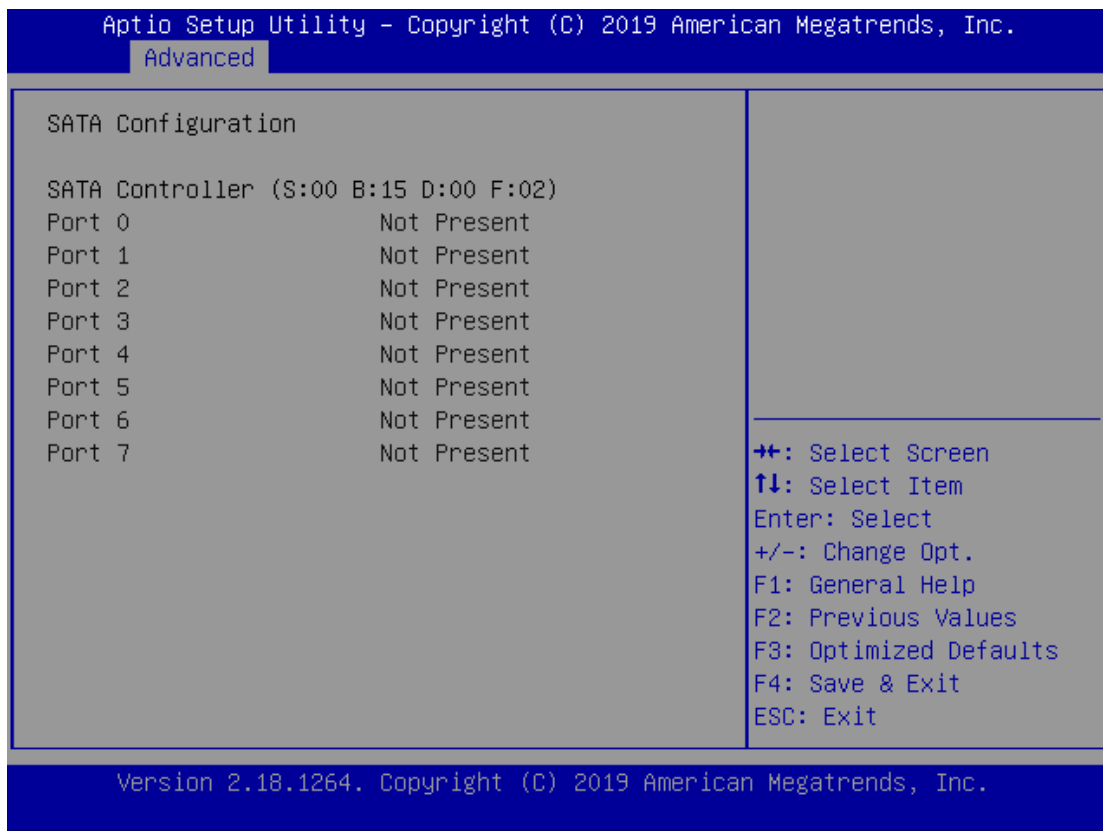 Aptio Setup Utility – Copyright (C) 2019 American Megatrends, Inc.
Advanced
SATA Configuration
SATA Controller (S:00 B:15 D:00 F:02)
Port 0 Not Present
Port 1 Not Present
Port 2 Not Present
Port 3 Not Present
Port 4 Not Present
Port 5 Not Present
Port 6 Not Present
Port 7 Not Present
→←: Select Screen
↑↓: Select Item
Enter: Select
+/-: Change Opt.
F1: General Help
F2: Previous Values
F3: Optimized Defaults
F4: Save & Exit
ESC: Exit
Version 2.18.1264. Copyright (C) 2019 American Megatrends, Inc.